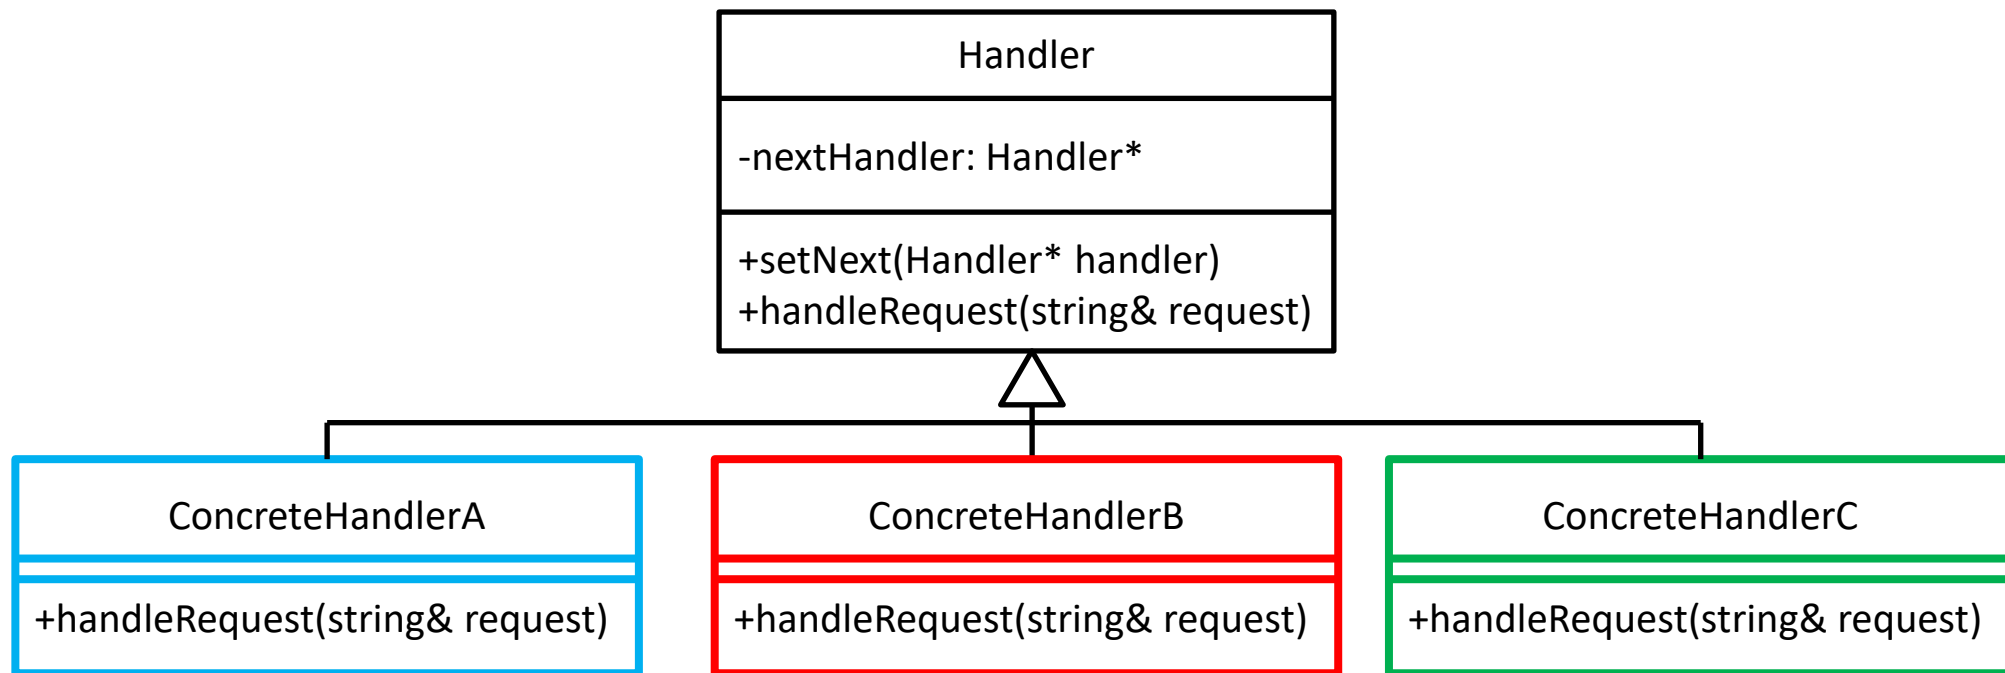 Handler
-nextHandler: Handler*
+setNext(Handler* handler)
+handleRequest(string& request)
ConcreteHandlerA
+handleRequest(string& request)
ConcreteHandlerB
+handleRequest(string& request)
ConcreteHandlerC
+handleRequest(string& request)